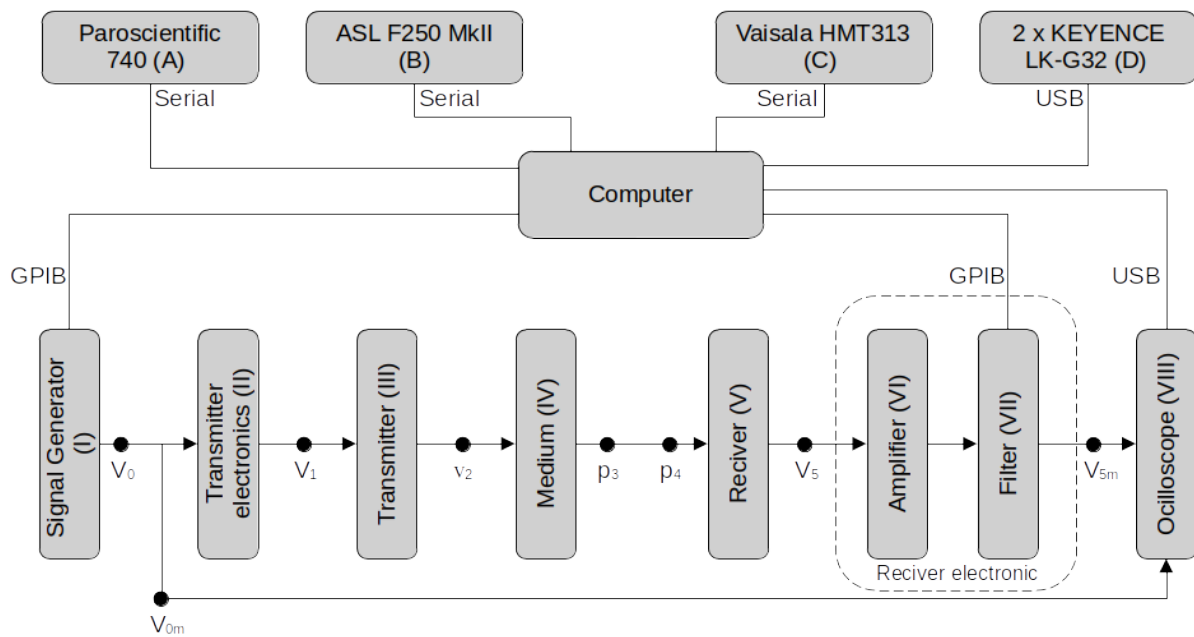 Paroscientific
740 (A)
ASL F250 MkII
(B)
Vaisala HMT313
(C)
2 x KEYENCE
LK-G32 (D)
Serial
Serial
Serial
USB
Computer
GPIB
GPIB
USB
Signal Generator
(I)
Transmitter
electronics (II)
Transmitter (III)
Medium (IV)
Reciver (V)
Amplifier (VI)
Filter (VII)
Ocilloscope (VIII)
V₀
V₁
v₂
p₃
p₄
V₅
V₅ₘ
Reciver electronic
V₀ₘ